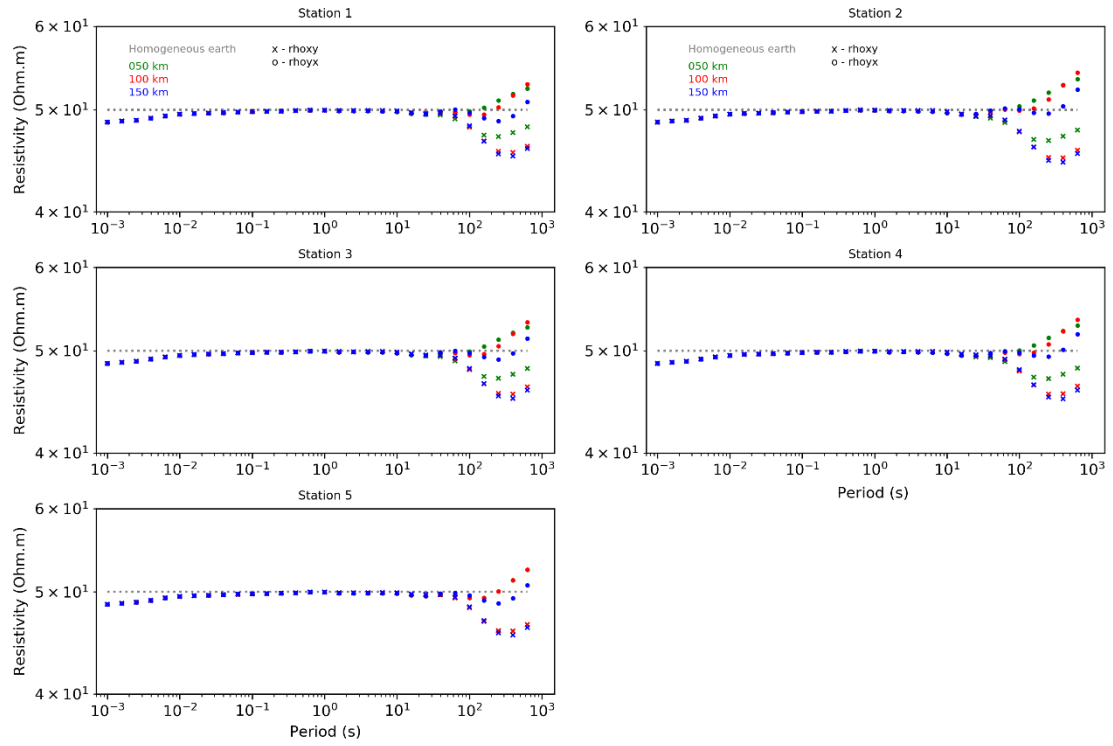 Station 1
Resistivity (Ohm.m)
6 × 10¹
5 × 10¹
4 × 10¹
Homogeneous earth
050 km
100 km
150 km
x - rhoxy
o - rhoyx
10⁻³ 10⁻² 10⁻¹ 10⁰ 10¹ 10² 10³
Station 2
6 × 10¹
5 × 10¹
4 × 10¹
Homogeneous earth
050 km
100 km
150 km
x - rhoxy
o - rhoyx
10⁻³ 10⁻² 10⁻¹ 10⁰ 10¹ 10² 10³
Station 3
Resistivity (Ohm.m)
6 × 10¹
5 × 10¹
4 × 10¹
10⁻³ 10⁻² 10⁻¹ 10⁰ 10¹ 10² 10³
Station 4
6 × 10¹
5 × 10¹
4 × 10¹
10⁻³ 10⁻² 10⁻¹ 10⁰ 10¹ 10² 10³
Period (s)
Station 5
Resistivity (Ohm.m)
6 × 10¹
5 × 10¹
4 × 10¹
10⁻³ 10⁻² 10⁻¹ 10⁰ 10¹ 10² 10³
Period (s)